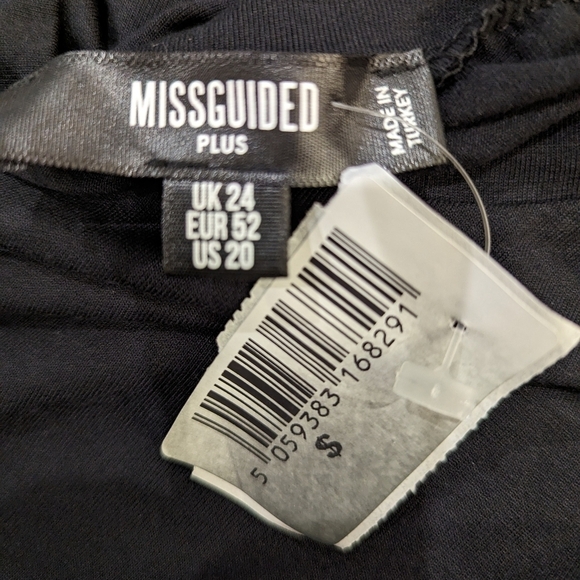 MISSGUIDED
PLUS
MADE IN
TURKEY
UK 24
EUR 52
US 20
5 059383 168291
$